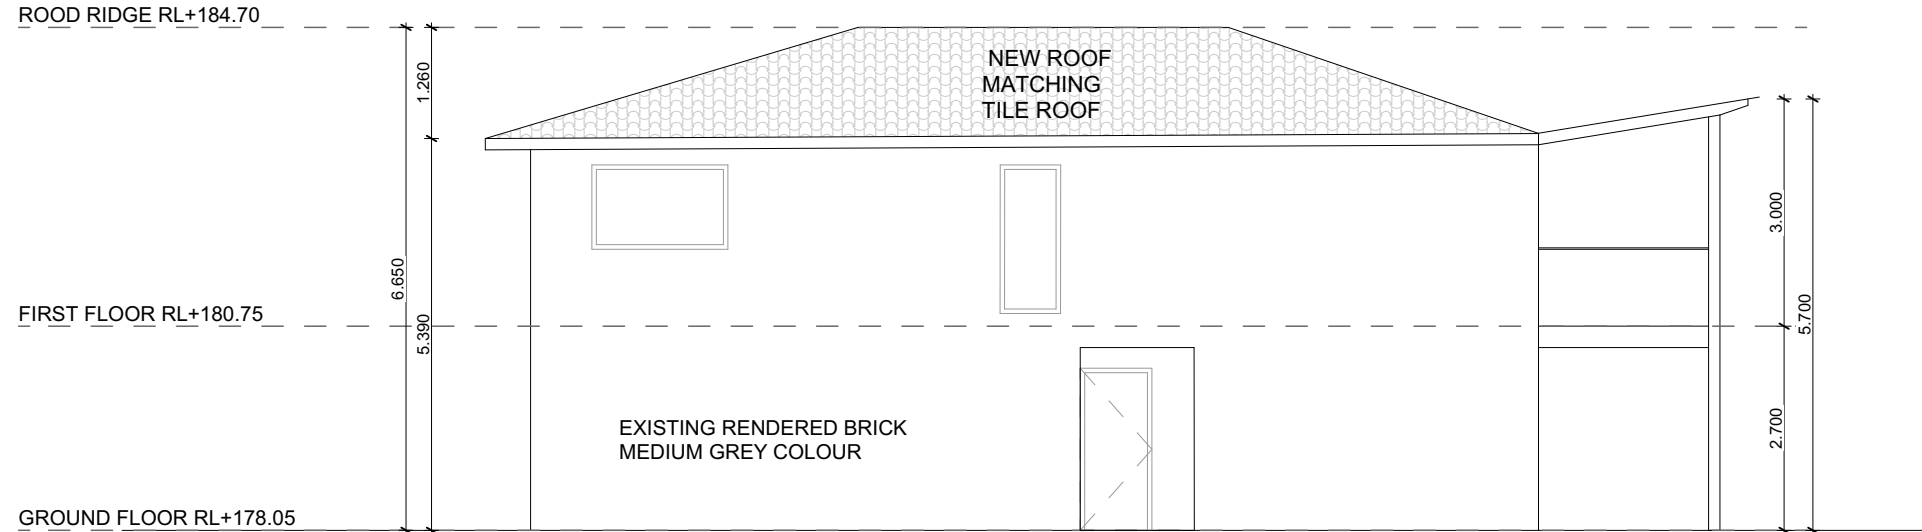 ROOD RIDGE RL+184.70
NEW ROOF
MATCHING
TILE ROOF
1.260
3.000
6.650
FIRST FLOOR RL+180.75
5.390
5.700
2.700
EXISTING RENDERED BRICK
MEDIUM GREY COLOUR
GROUND FLOOR RL+178.05